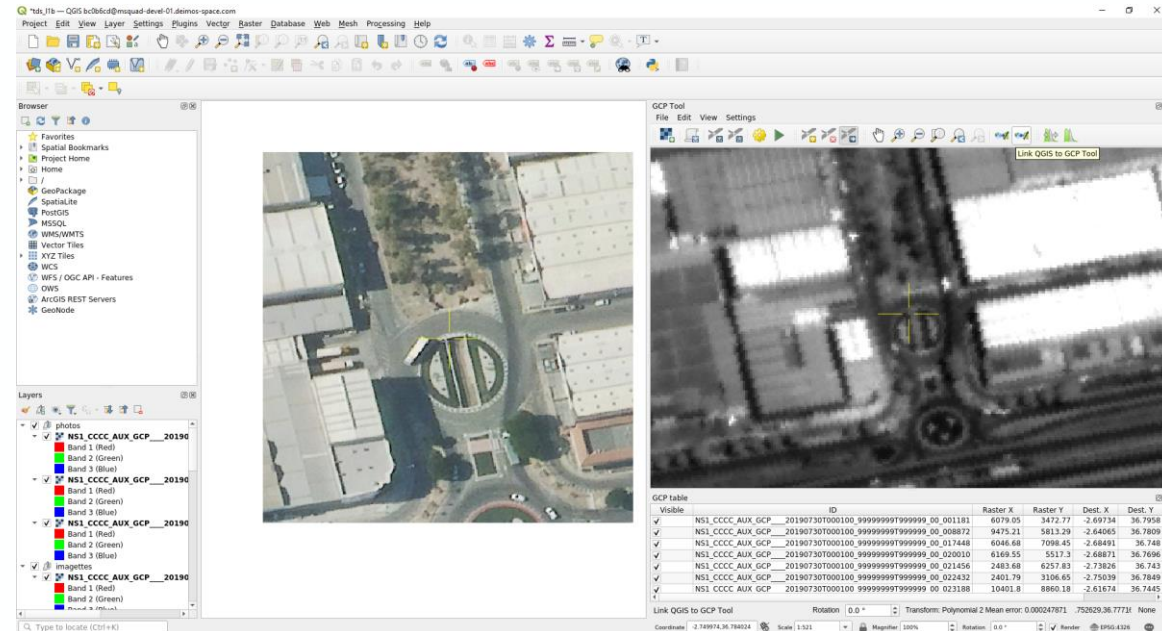 *tds_l1b — QGIS bc0b6cd@msquad-devel-01.deimos-space.com
Project Edit View Layer Settings Plugins Vector Raster Database Web Mesh Processing Help
Browser
Favorites
Spatial Bookmarks
Project Home
Home
/
GeoPackage
SpatiaLite
PostGIS
MSSQL
WMS/WMTS
Vector Tiles
XYZ Tiles
WCS
WFS / OGC API - Features
OWS
ArcGIS REST Servers
GeoNode
Layers
photos
NS1_CCCC_AUX_GCP___20190
Band 1 (Red)
Band 2 (Green)
Band 3 (Blue)
NS1_CCCC_AUX_GCP___20190
Band 1 (Red)
Band 2 (Green)
Band 3 (Blue)
NS1_CCCC_AUX_GCP___20190
Band 1 (Red)
Band 2 (Green)
Band 3 (Blue)
imagettes
NS1_CCCC_AUX_GCP___20190
Band 1 (Red)
Band 2 (Green)
GCP Tool
File Edit View Settings
Link QGIS to GCP Tool
GCP table
Visible ID Raster X Raster Y Dest. X Dest. Y
NS1_CCCC_AUX_GCP___20190730T000100_99999999T999999_00_001181 6079.05 3472.77 -2.69734 36.7958
NS1_CCCC_AUX_GCP___20190730T000100_99999999T999999_00_008872 9475.21 5813.29 -2.64065 36.7809
NS1_CCCC_AUX_GCP___20190730T000100_99999999T999999_00_017448 6046.68 7098.45 -2.68491 36.748
NS1_CCCC_AUX_GCP___20190730T000100_99999999T999999_00_020010 6169.55 5517.3 -2.68871 36.7696
NS1_CCCC_AUX_GCP___20190730T000100_99999999T999999_00_021456 2483.68 6257.83 -2.73826 36.743
NS1_CCCC_AUX_GCP___20190730T000100_99999999T999999_00_022432 2401.79 3106.65 -2.75039 36.7849
NS1_CCCC_AUX_GCP___20190730T000100_99999999T999999_00_023188 10401.8 8860.18 -2.61674 36.7445
Link QGIS to GCP Tool Rotation 0.0 ° Transform: Polynomial 2 Mean error: 0.000247871 .752629,36.7771 None
Type to locate (Ctrl+K) Coordinate -2.749974,36.784024 Scale 1:521 Magnifier 100% Rotation 0.0 ° Render EPSG:4326